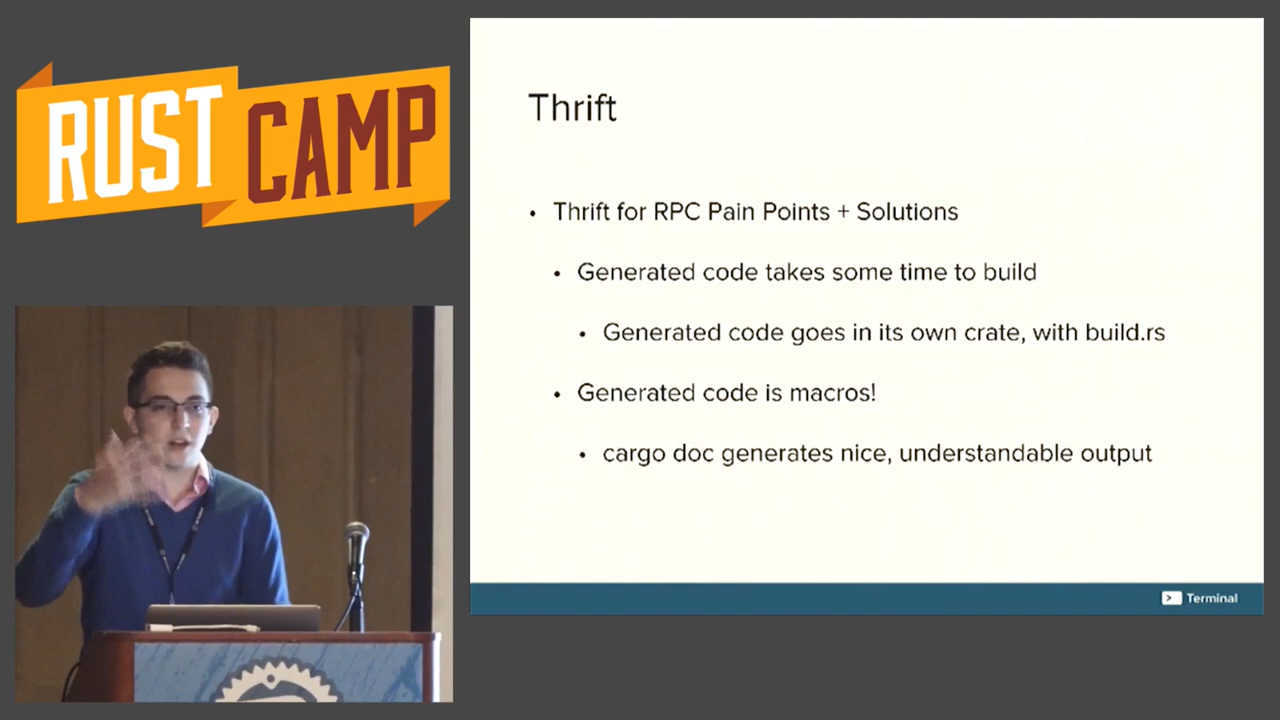 RUST CAMP
Thrift
• Thrift for RPC Pain Points + Solutions
• Generated code takes some time to build
• Generated code goes in its own crate, with build.rs
• Generated code is macros!
• cargo doc generates nice, understandable output
Terminal